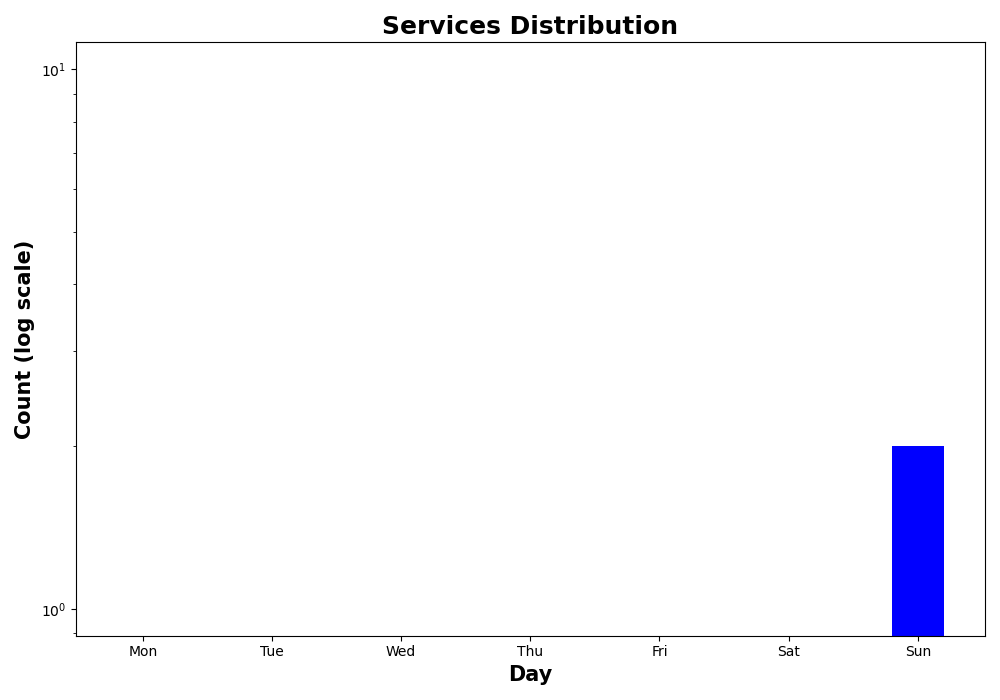 Services Distribution
10¹
Count (log scale)
10⁰
Mon Tue Wed Thu Fri Sat Sun
Day